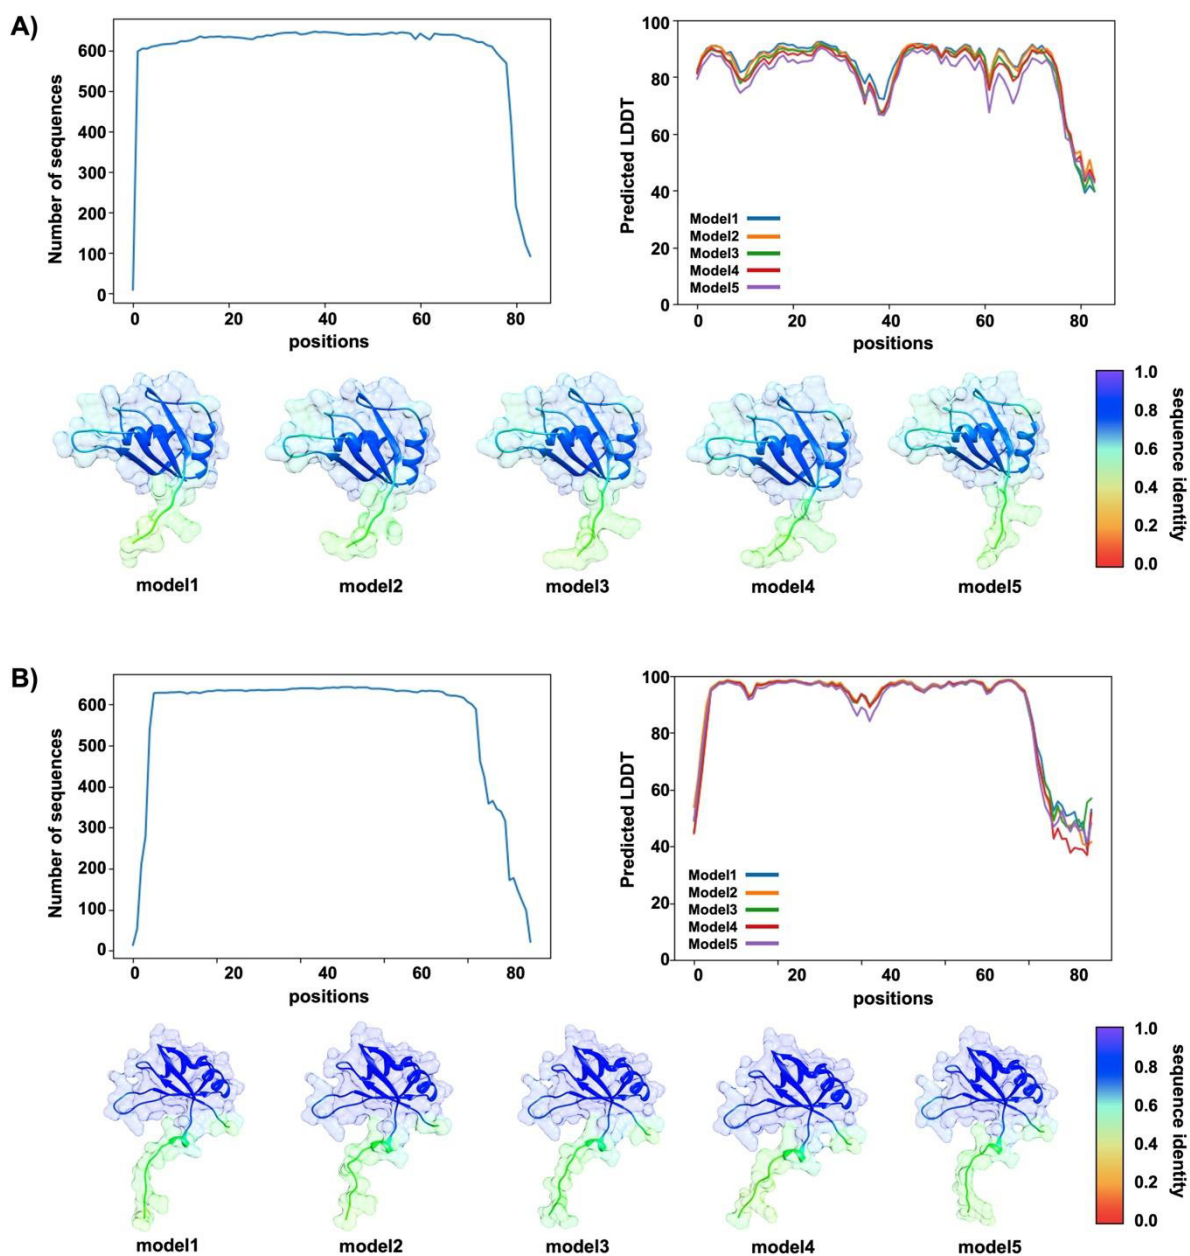 A)
Number of sequences
600
500
400
300
200
100
0
0 20 40 60 80
positions
Predicted LDDT
100
80
60
40
20
0
Model1
Model2
Model3
Model4
Model5
0 20 40 60 80
positions
model1 model2 model3 model4 model5
1.0
0.8
0.6
0.4
0.2
0.0
sequence identity
B)
Number of sequences
600
500
400
300
200
100
0
0 20 40 60 80
positions
Predicted LDDT
100
80
60
40
20
0
Model1
Model2
Model3
Model4
Model5
0 20 40 60 80
positions
model1 model2 model3 model4 model5
1.0
0.8
0.6
0.4
0.2
0.0
sequence identity